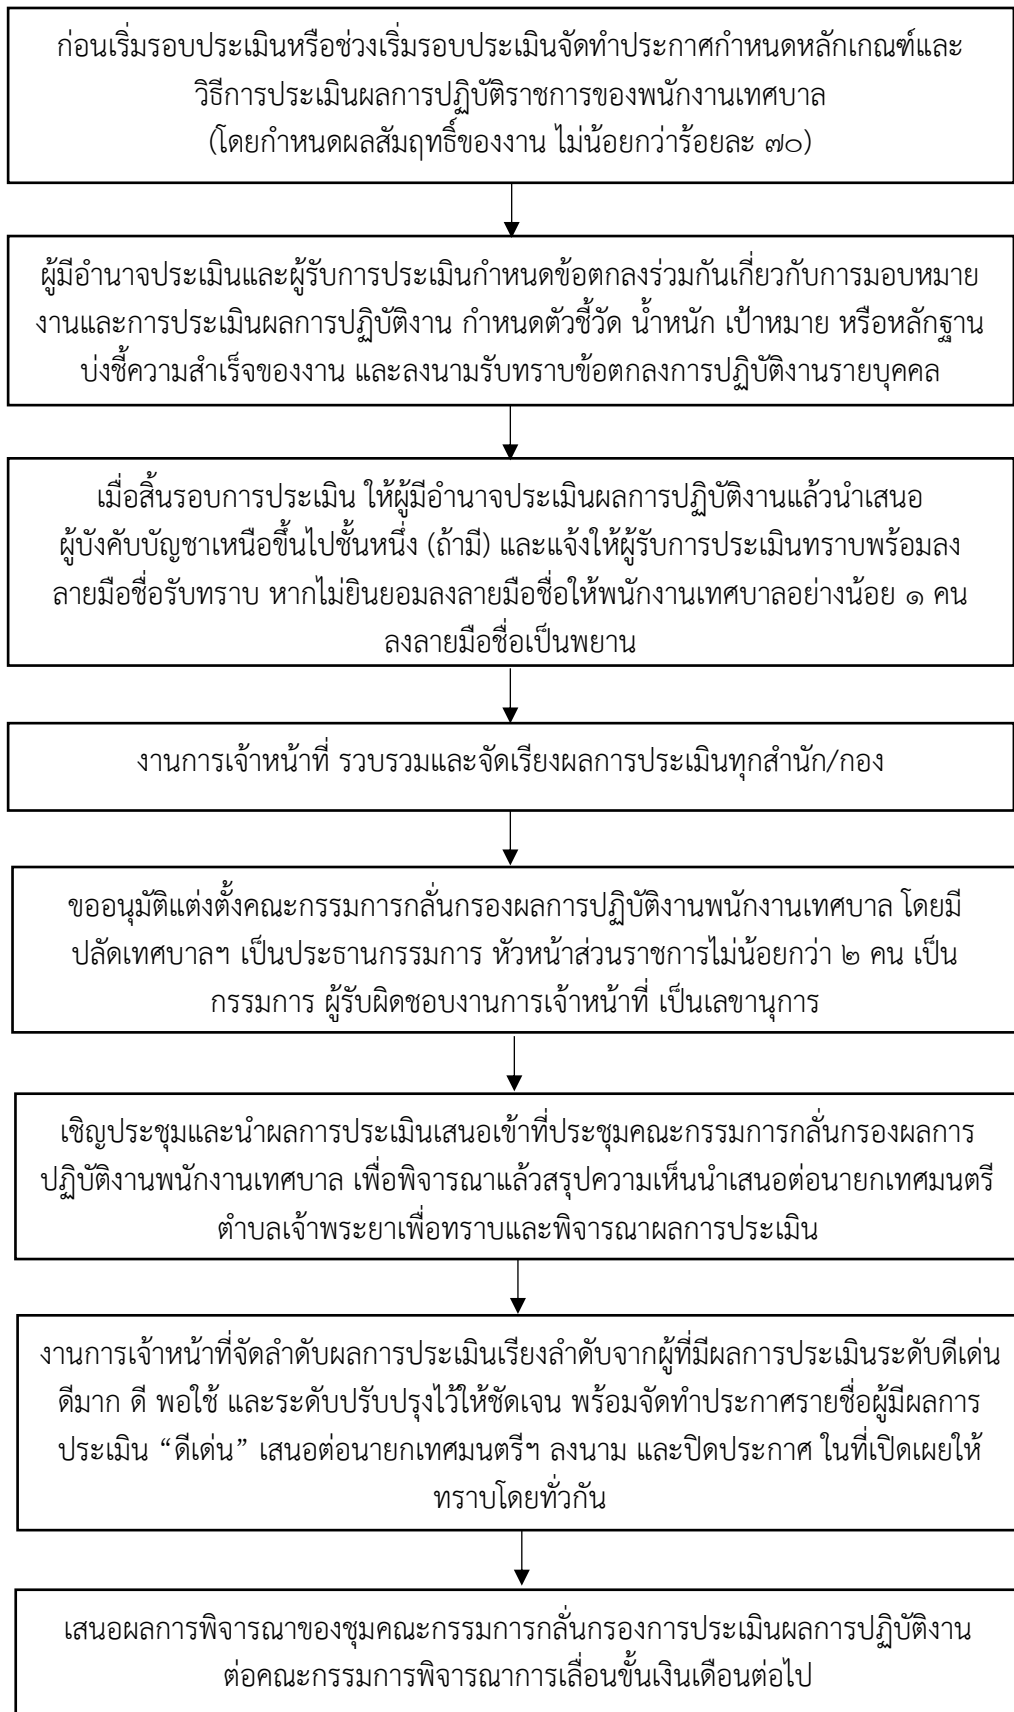 ก่อนเริ่มรอบประเมินหรือช่วงเริ่มรอบประเมินจัดทำประกาศกำหนดหลักเกณฑ์และ
วิธีการประเมินผลการปฏิบัติราชการของพนักงานเทศบาล
(โดยกำหนดผลสัมฤทธิ์ของงาน ไม่น้อยกว่าร้อยละ ๗๐)
ผู้มีอำนาจประเมินและผู้รับการประเมินกำหนดข้อตกลงร่วมกันเกี่ยวกับการมอบหมาย
งานและการประเมินผลการปฏิบัติงาน กำหนดตัวชี้วัด น้ำหนัก เป้าหมาย หรือหลักฐาน
บ่งชี้ความสำเร็จของงาน และลงนามรับทราบข้อตกลงการปฏิบัติงานรายบุคคล
เมื่อสิ้นรอบการประเมิน ให้ผู้มีอำนาจประเมินผลการปฏิบัติงานแล้วนำเสนอ
ผู้บังคับบัญชาเหนือขึ้นไปชั้นหนึ่ง (ถ้ามี) และแจ้งให้ผู้รับการประเมินทราบพร้อมลง
ลายมือชื่อรับทราบ หากไม่ยินยอมลงลายมือชื่อให้พนักงานเทศบาลอย่างน้อย ๑ คน
ลงลายมือชื่อเป็นพยาน
งานการเจ้าหน้าที่ รวบรวมและจัดเรียงผลการประเมินทุกสำนัก/กอง
ขออนุมัติแต่งตั้งคณะกรรมการกลั่นกรองผลการปฏิบัติงานพนักงานเทศบาล โดยมี
ปลัดเทศบาลฯ เป็นประธานกรรมการ หัวหน้าส่วนราชการไม่น้อยกว่า ๒ คน เป็น
กรรมการ ผู้รับผิดชอบงานการเจ้าหน้าที่ เป็นเลขานุการ
เชิญประชุมและนำผลการประเมินเสนอเข้าที่ประชุมคณะกรรมการกลั่นกรองผลการ
ปฏิบัติงานพนักงานเทศบาล เพื่อพิจารณาแล้วสรุปความเห็นนำเสนอต่อนายกเทศมนตรี
ตำบลเจ้าพระยาเพื่อทราบและพิจารณาผลการประเมิน
งานการเจ้าหน้าที่จัดลำดับผลการประเมินเรียงลำดับจากผู้ที่มีผลการประเมินระดับดีเด่น
ดีมาก ดี พอใช้ และระดับปรับปรุงไว้ให้ชัดเจน พร้อมจัดทำประกาศรายชื่อผู้มีผลการ
ประเมิน “ดีเด่น” เสนอต่อนายกเทศมนตรีฯ ลงนาม และปิดประกาศ ในที่เปิดเผยให้
ทราบโดยทั่วกัน
เสนอผลการพิจารณาของชุมคณะกรรมการกลั่นกรองการประเมินผลการปฏิบัติงาน
ต่อคณะกรรมการพิจารณาการเลื่อนขั้นเงินเดือนต่อไป